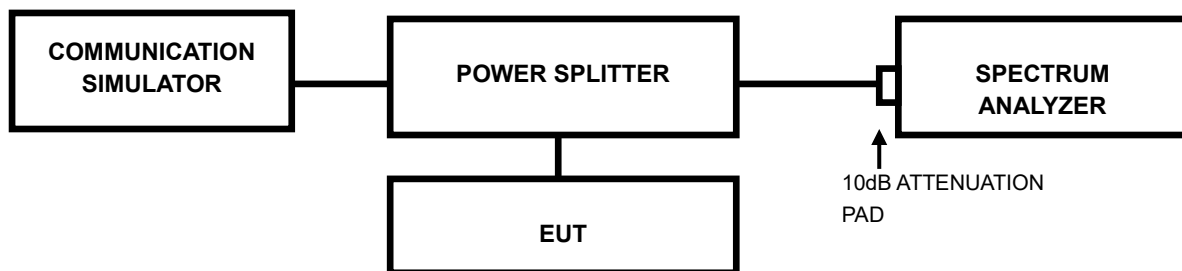 COMMUNICATION
SIMULATOR
POWER SPLITTER
SPECTRUM
ANALYZER
10dB ATTENUATION
PAD
EUT